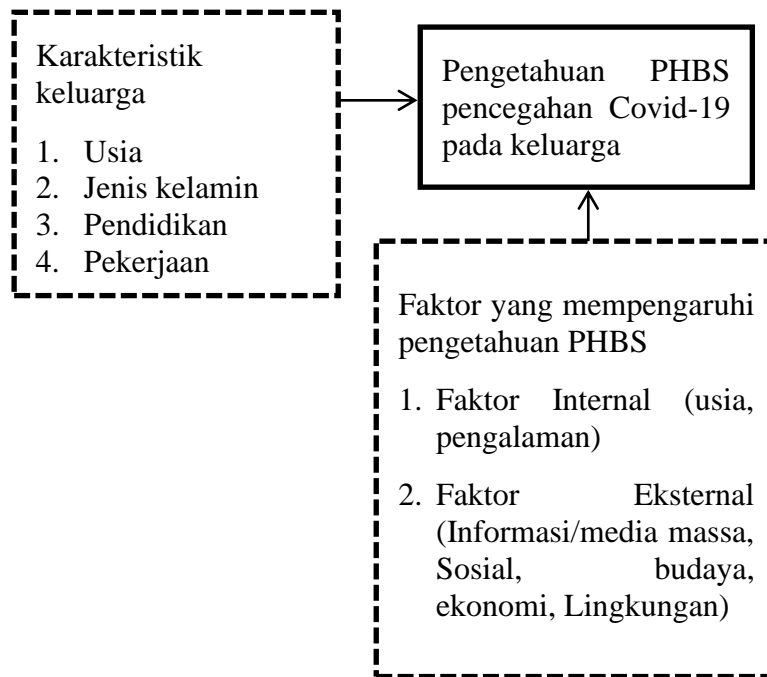 Karakteristik
keluarga
1. Usia
2. Jenis kelamin
3. Pendidikan
4. Pekerjaan
Pengetahuan PHBS
pencegahan Covid-19
pada keluarga
Faktor yang mempengaruhi
pengetahuan PHBS
1. Faktor Internal (usia,
pengalaman)
2. Faktor Eksternal
(Informasi/media massa,
Sosial, budaya,
ekonomi, Lingkungan)